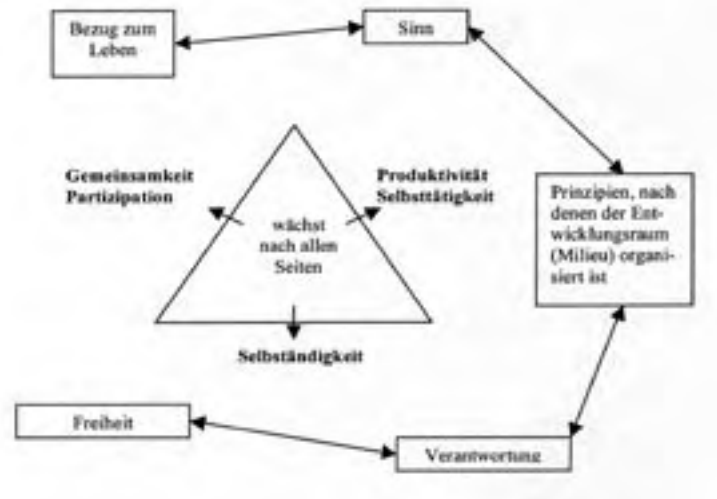 Bezug zum
Leben
Sinn
Gemeinsamkeit
Partizipation
Produktivität
Selbsttätigkeit
wächst
nach allen
Seiten
Prinzipien, nach
denen der Ent-
wicklungsraum
(Milieu) organi-
siert ist
Selbständigkeit
Freiheit
Verantwortung